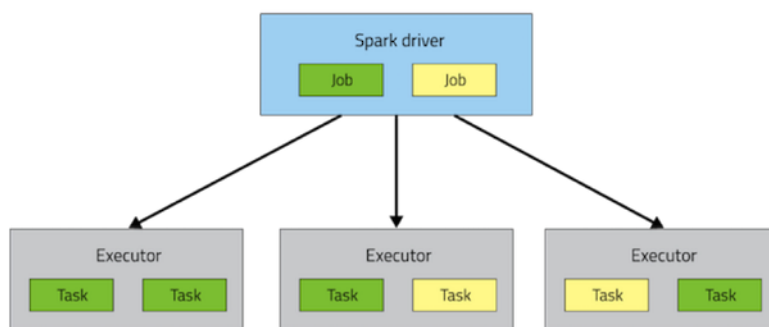 Spark driver
Job Job
Executor Executor Executor
Task Task Task Task Task Task